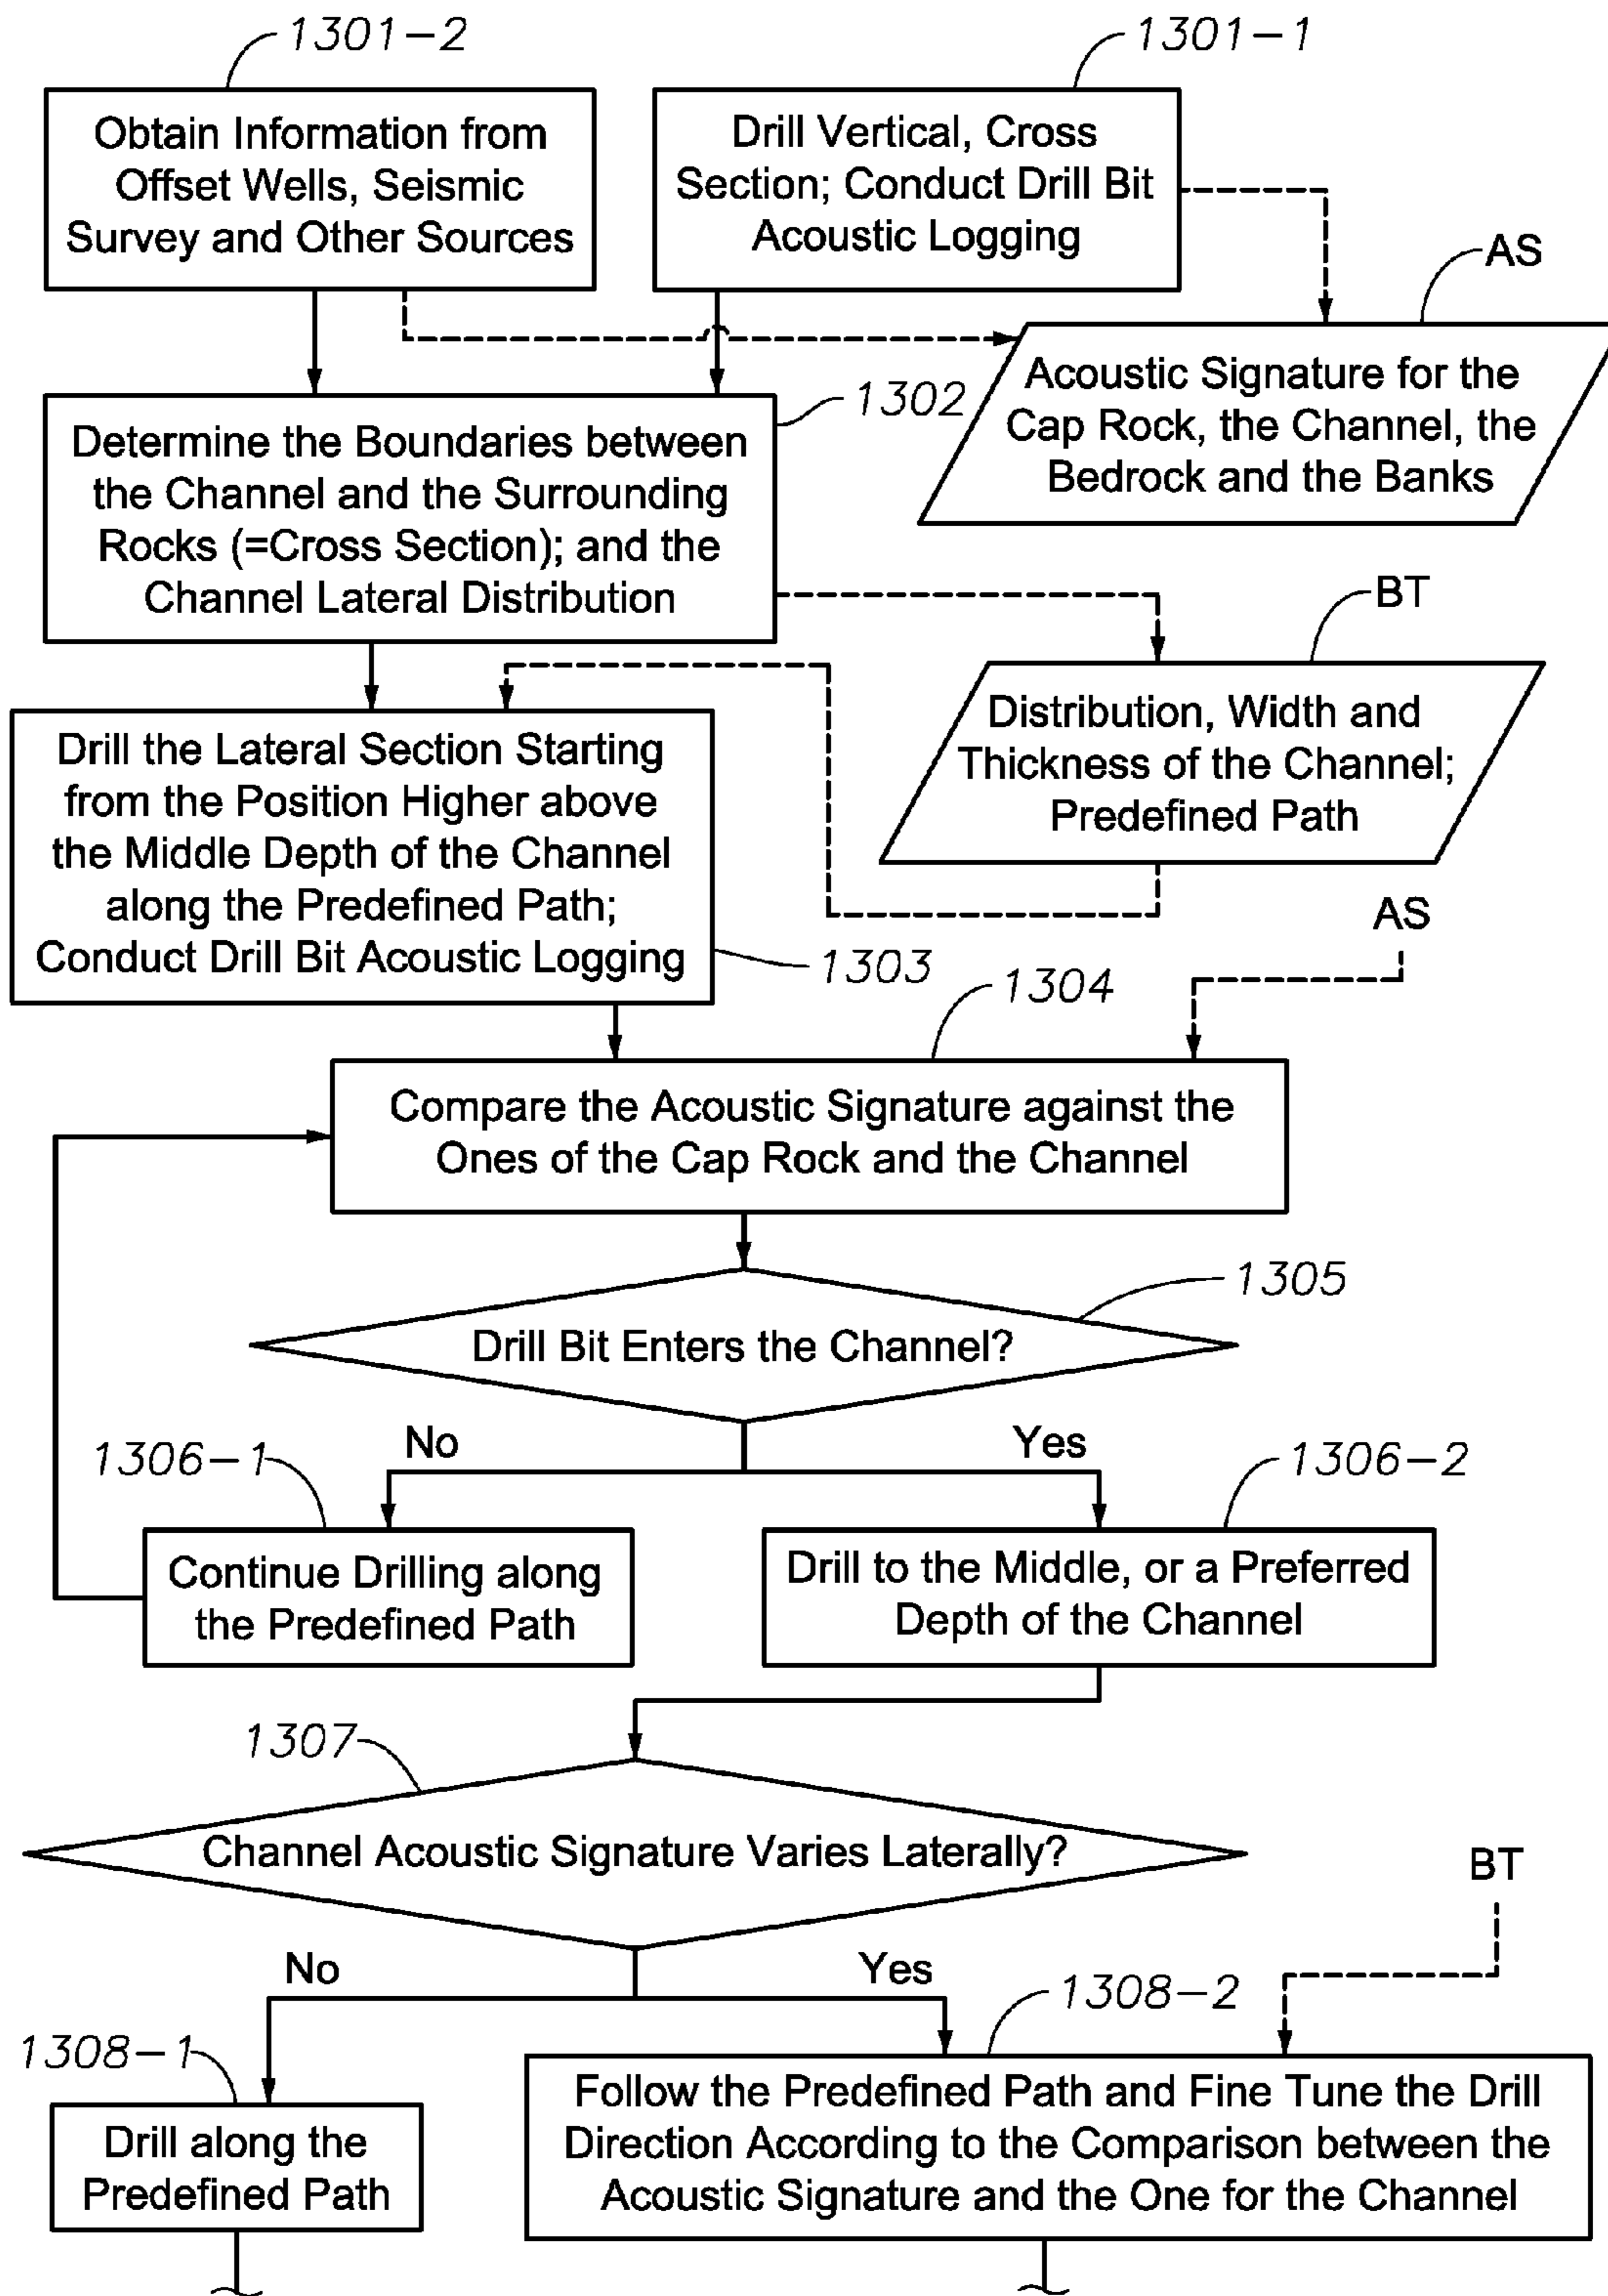 1301-2
1301-1
Obtain Information from
Offset Wells, Seismic
Survey and Other Sources
Drill Vertical, Cross
Section; Conduct Drill Bit
Acoustic Logging
AS
Acoustic Signature for the
Cap Rock, the Channel, the
Bedrock and the Banks
1302
Determine the Boundaries between
the Channel and the Surrounding
Rocks (=Cross Section); and the
Channel Lateral Distribution
BT
Distribution, Width and
Thickness of the Channel;
Predefined Path
Drill the Lateral Section Starting
from the Position Higher above
the Middle Depth of the Channel
along the Predefined Path;
Conduct Drill Bit Acoustic Logging
1303
AS
1304
Compare the Acoustic Signature against the
Ones of the Cap Rock and the Channel
1305
Drill Bit Enters the Channel?
No
Yes
1306-1
1306-2
Continue Drilling along
the Predefined Path
Drill to the Middle, or a Preferred
Depth of the Channel
1307
Channel Acoustic Signature Varies Laterally?
BT
No
Yes
1308-1
1308-2
Drill along the
Predefined Path
Follow the Predefined Path and Fine Tune the Drill
Direction According to the Comparison between the
Acoustic Signature and the One for the Channel